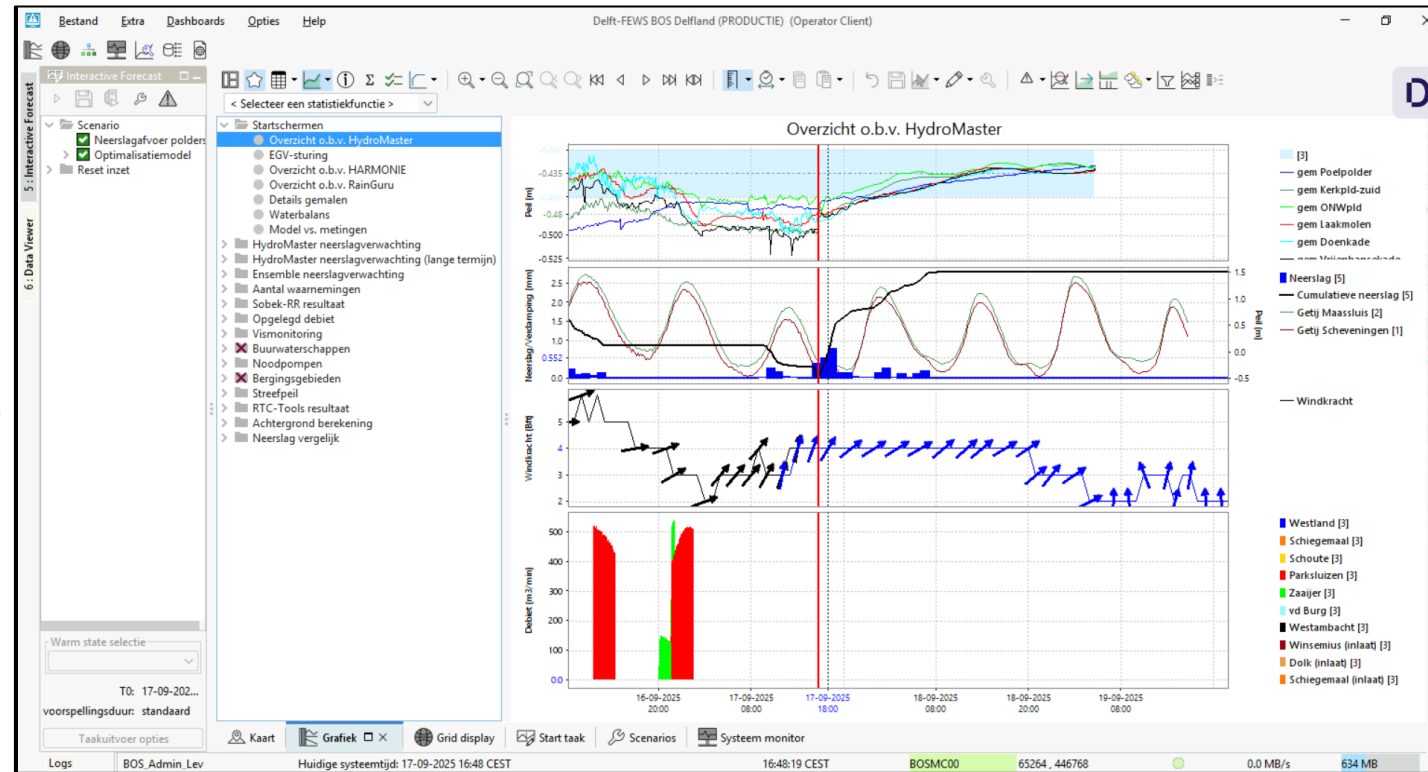 Bestand Extra Dashboards Opties Help Delft-FEWS BOS Delfland (PRODUCTIE) (Operator Client)
Interactive Forecast
< Selecteer een statistiekfunctie >
5 : Interactive Forecast
6 : Data Viewer
Scenario
Neerslagafvoer polders
Optimalisatiemodel
Reset inzet
Warm state selectie
T0: 17-09-202...
voorspellingsduur: standaard
Taakuitvoer opties
Startschermen
Overzicht o.b.v. HydroMaster
EGV-sturing
Overzicht o.b.v. HARMONIE
Overzicht o.b.v. RainGuru
Details gemalen
Waterbalans
Model vs. metingen
HydroMaster neerslagverwachting
HydroMaster neerslagverwachting (lange termijn)
Ensemble neerslagverwachting
Aantal waarnemingen
Sobek-RR resultaat
Opgelegd debiet
Vismonitoring
Buurwaterschappen
Noodpompen
Bergingsgebieden
Streefpeil
RTC-Tools resultaat
Achtergrond berekening
Neerslag vergelijk
D
Overzicht o.b.v. HydroMaster
Peil [m]
-0.410
-0.435
-0.48
-0.500
-0.525
[3]
gem Poelpolder
gem Kerkpld-zuid
gem ONWpld
gem Laakmolen
gem Doenkade
Neerslag/Verdamping [mm]
2.5
2.0
1.5
1.0
0.552
0.0
1.5
1.0
0.5
0.0
-0.5
Peil [m]
Neerslag [5]
Cumulatieve neerslag [5]
Getij Maassluis [2]
Getij Scheveningen [1]
Windkracht [Bft]
5
4
3
2
Windkracht
Debiet [m3/min]
500
400
300
200
100
0.0
Westland [3]
Schiegemaal [3]
Schoute [3]
Parksluizen [3]
Zaaijer [3]
vd Burg [3]
Westambacht [3]
Winsemius (inlaat) [3]
Dolk (inlaat) [3]
Schiegemaal (inlaat) [3]
16-09-2025 17-09-2025 17-09-2025 18-09-2025 18-09-2025 19-09-2025
20:00 08:00 18:00 08:00 20:00 08:00
Kaart Grafiek Grid display Start taak Scenarios Systeem monitor
Logs BOS_Admin_Lev Huidige systeemtijd: 17-09-2025 16:48 CEST 16:48:19 CEST BOSMC00 65264 , 446768 0.0 MB/s 634 MB